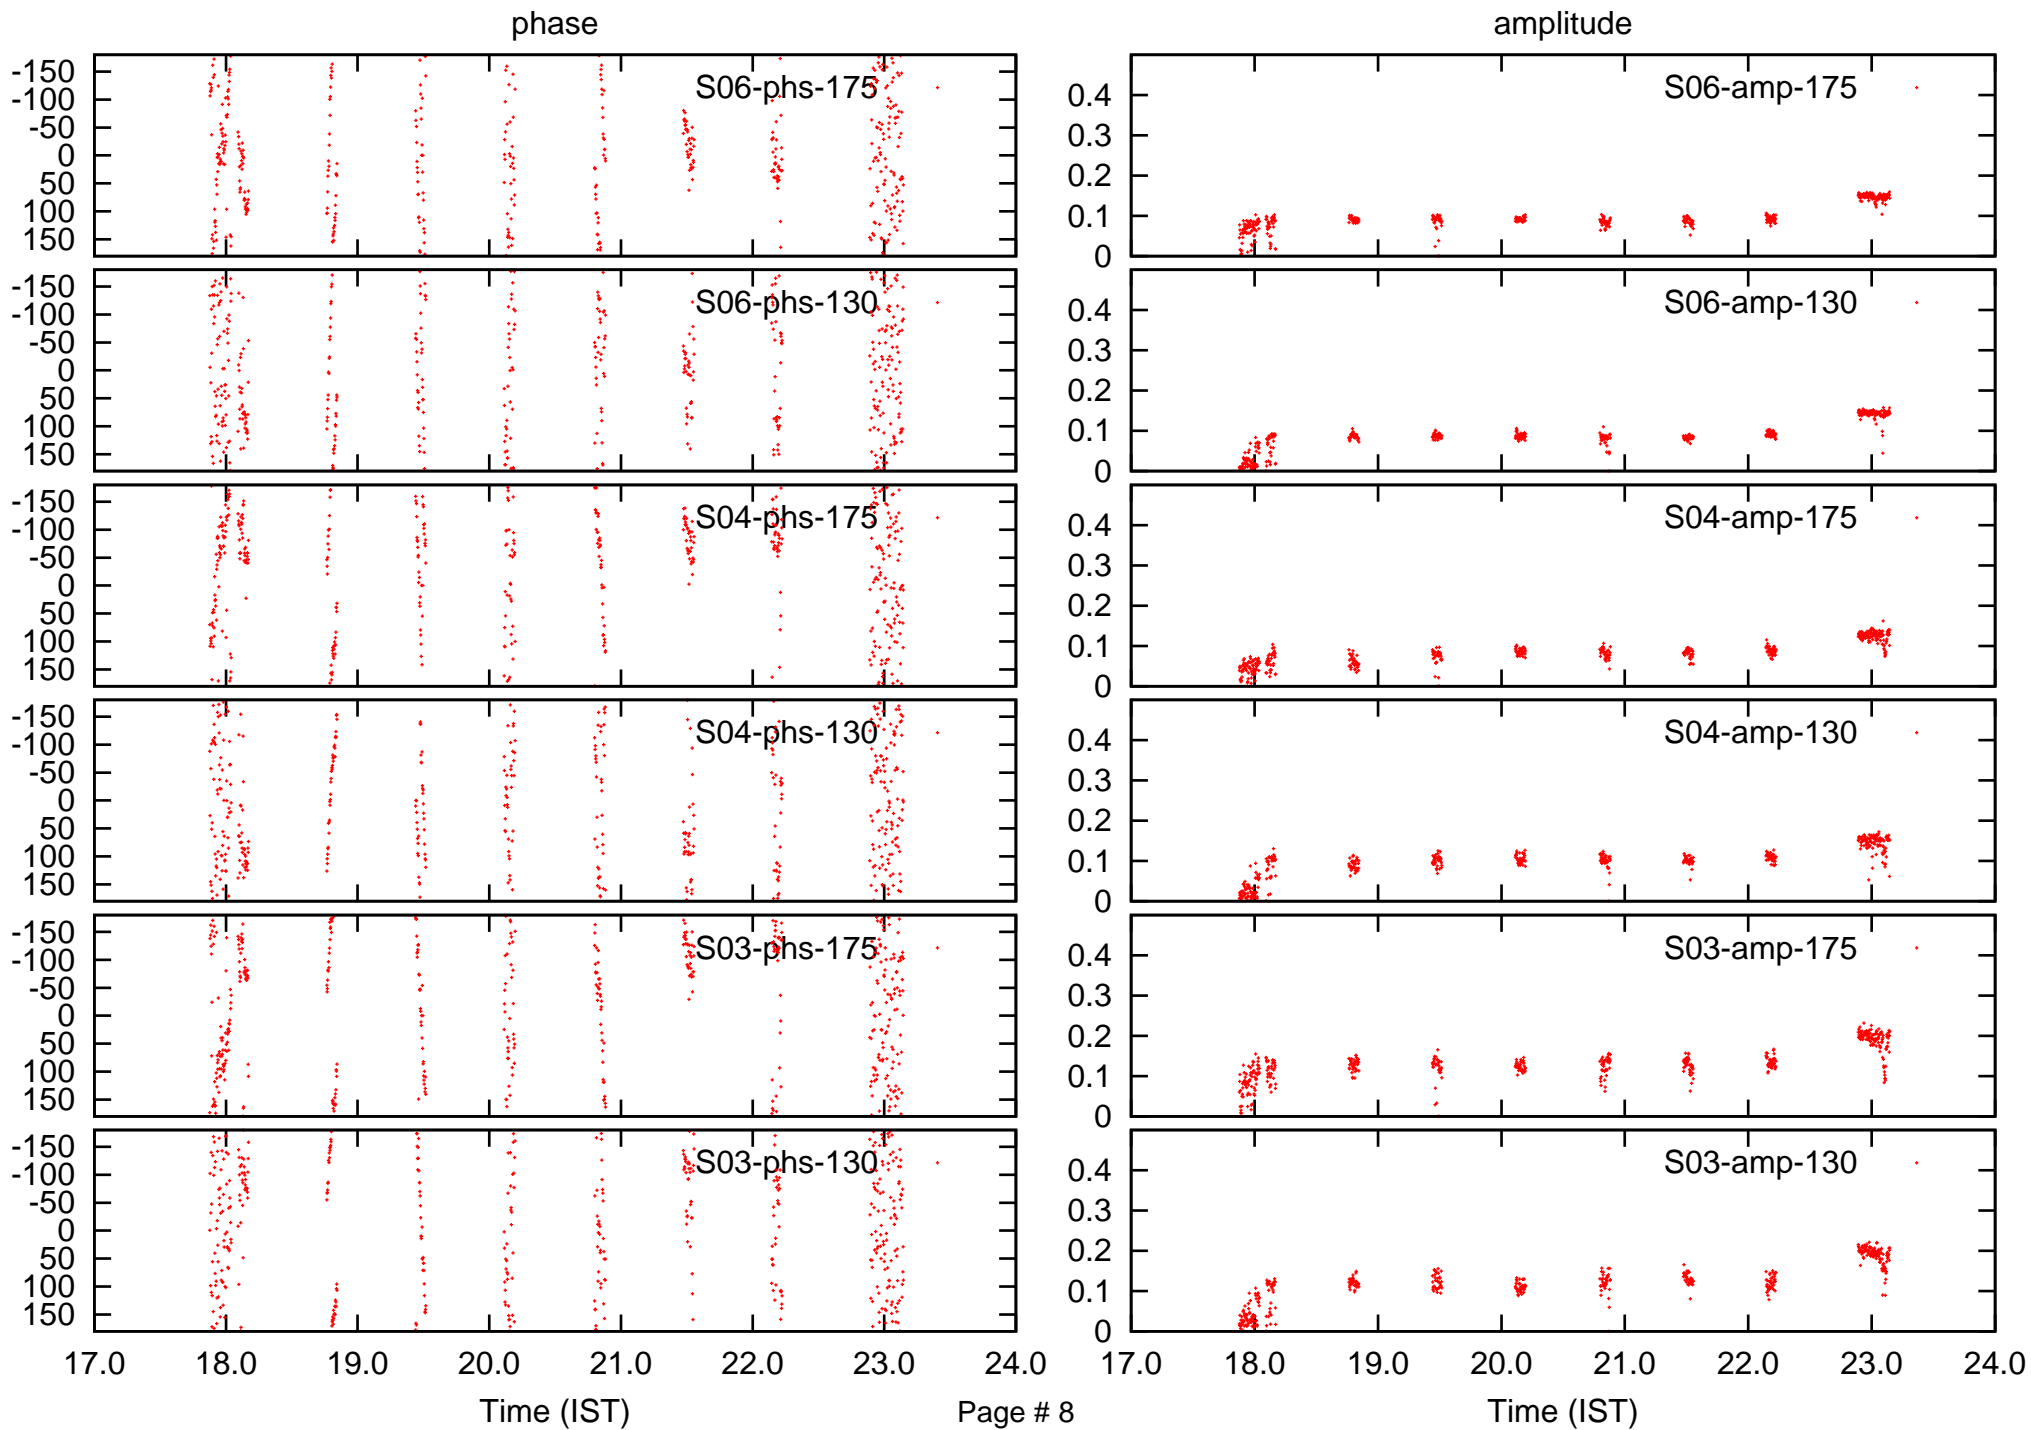 phase amplitude
-150 -100 -50 0 50 100 150 S06-phs-175 0.4 0.3 0.2 0.1 0 S06-amp-175
-150 -100 -50 0 50 100 150 S06-phs-130 0.4 0.3 0.2 0.1 0 S06-amp-130
-150 -100 -50 0 50 100 150 S04-phs-175 0.4 0.3 0.2 0.1 0 S04-amp-175
-150 -100 -50 0 50 100 150 S04-phs-130 0.4 0.3 0.2 0.1 0 S04-amp-130
-150 -100 -50 0 50 100 150 S03-phs-175 0.4 0.3 0.2 0.1 0 S03-amp-175
-150 -100 -50 0 50 100 150 S03-phs-130 0.4 0.3 0.2 0.1 0 S03-amp-130
17.0 18.0 19.0 20.0 21.0 22.0 23.0 24.0 17.0 18.0 19.0 20.0 21.0 22.0 23.0 24.0
Time (IST) Page # 8 Time (IST)